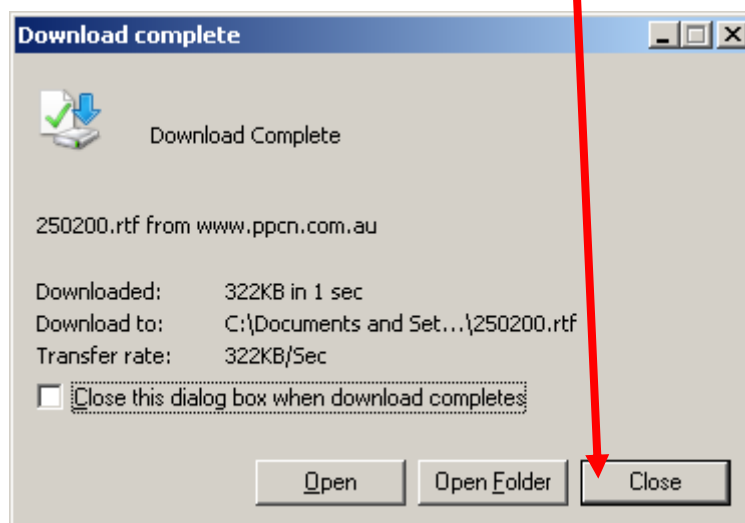 Download complete
Download Complete
250200.rtf from www.ppcn.com.au
Downloaded: 322KB in 1 sec
Download to: C:\Documents and Set...\250200.rtf
Transfer rate: 322KB/Sec
Close this dialog box when download completes
Open Open Folder Close